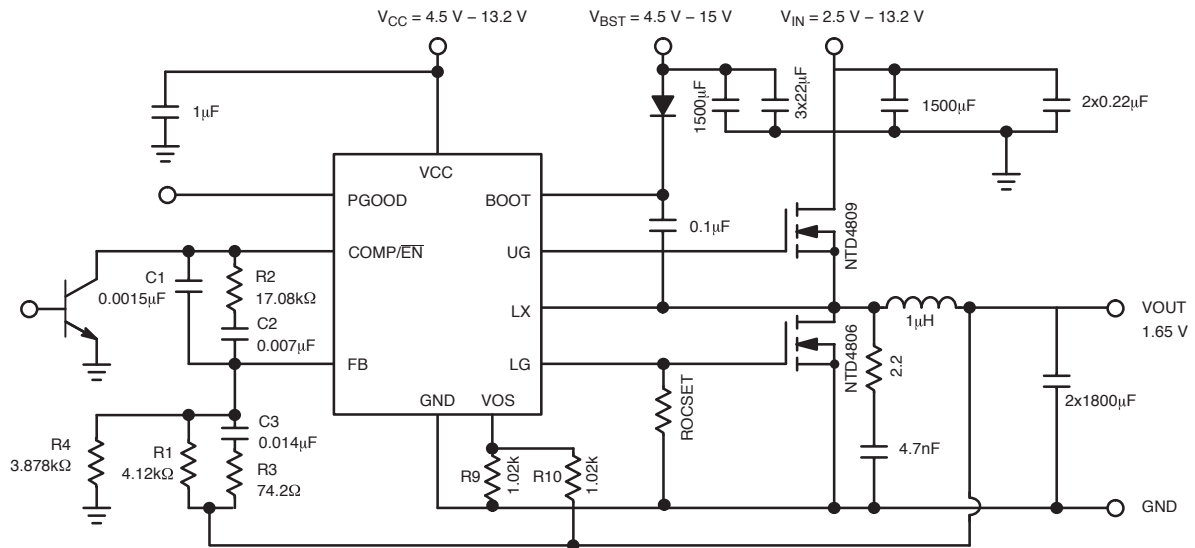 V_CC = 4.5 V – 13.2 V
V_BST = 4.5 V – 15 V
V_IN = 2.5 V – 13.2 V
1μF
1500μF
3x22μF
1500μF
2x0.22μF
VCC
PGOOD
BOOT
0.1μF
NTD4809
COMP/EN
UG
C1
0.0015μF
R2
17.08kΩ
C2
0.007μF
LX
1μH
VOUT
1.65 V
FB
LG
NTD4806
2.2
2x1800μF
GND
VOS
ROCSET
R4
3.878kΩ
R1
4.12kΩ
C3
0.014μF
R3
74.2Ω
R9
1.02k
R10
1.02k
4.7nF
GND